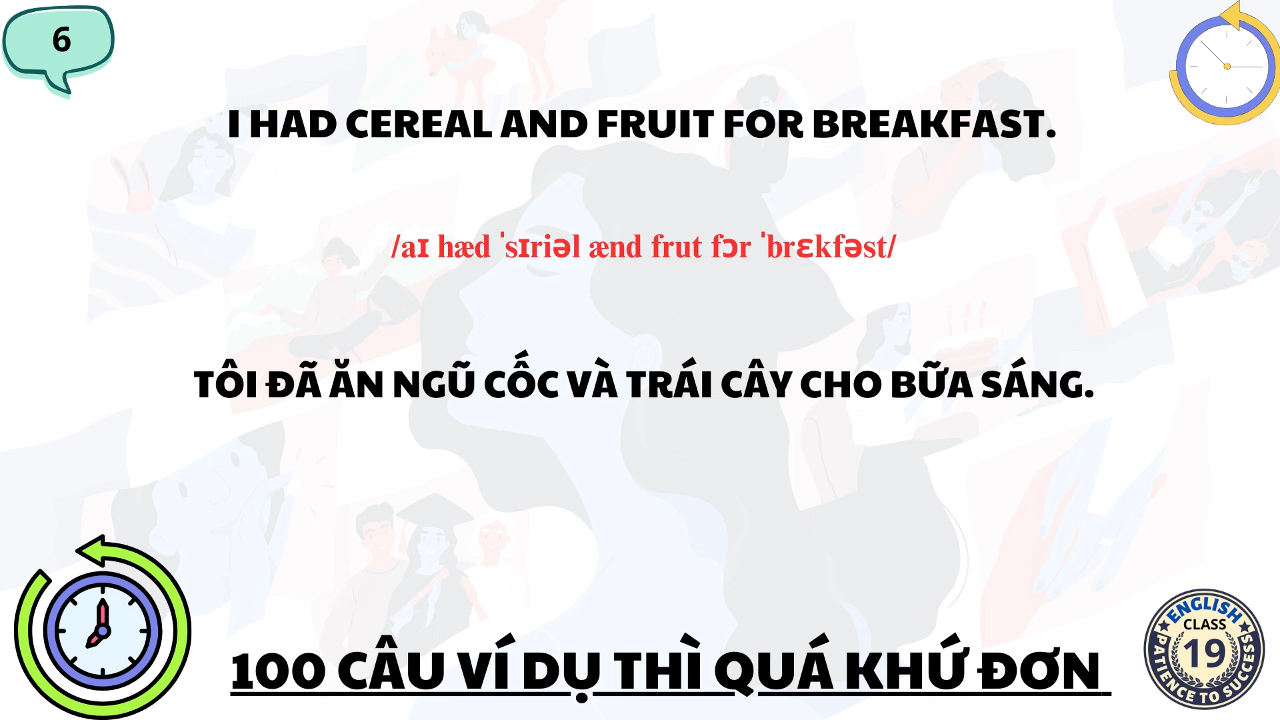 6
I HAD CEREAL AND FRUIT FOR BREAKFAST.
/aɪ hæd ˈsɪriəl ænd frut fɔr ˈbrɛkfəst/
TÔI ĐÃ ĂN NGŨ CỐC VÀ TRÁI CÂY CHO BỮA SÁNG.
100 CÂU VÍ DỤ THÌ QUÁ KHỨ ĐƠN
ENGLISH
CLASS
19
PATIENCE TO SUCCESS